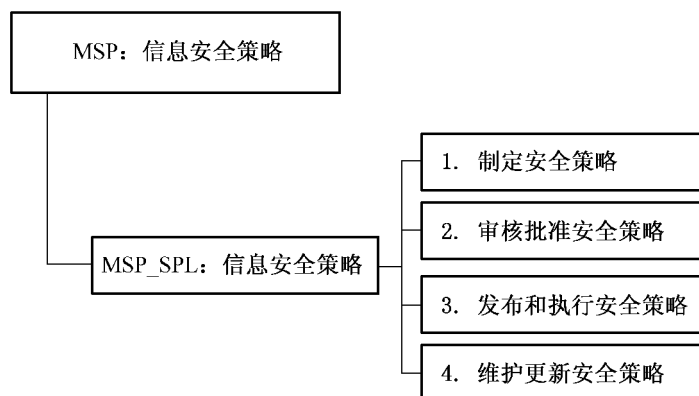 MSP：信息安全策略
MSP_SPL：信息安全策略
1. 制定安全策略
2. 审核批准安全策略
3. 发布和执行安全策略
4. 维护更新安全策略